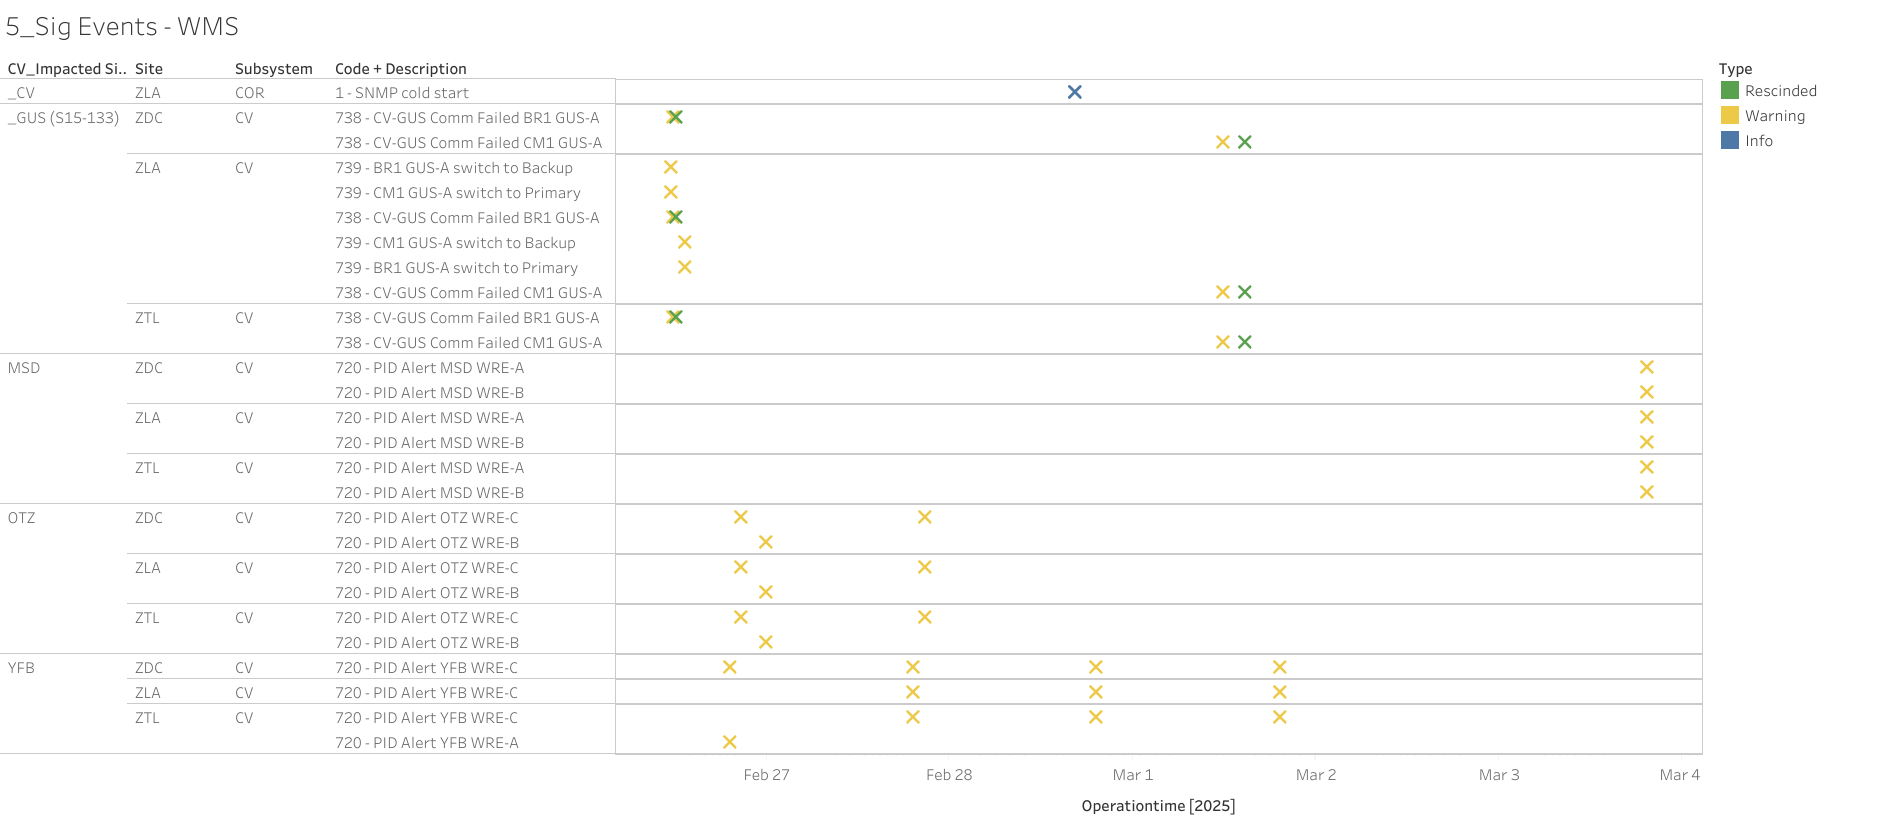 5_Sig Events - WMS
CV_Impacted Si.. Site Subsystem Code + Description
Type
_CV ZLA COR 1 - SNMP cold start
Rescinded
_GUS (S15-133) ZDC CV 738 - CV-GUS Comm Failed BR1 GUS-A
Warning
738 - CV-GUS Comm Failed CM1 GUS-A
Info
ZLA CV 739 - BR1 GUS-A switch to Backup
739 - CM1 GUS-A switch to Primary
738 - CV-GUS Comm Failed BR1 GUS-A
739 - CM1 GUS-A switch to Backup
739 - BR1 GUS-A switch to Primary
738 - CV-GUS Comm Failed CM1 GUS-A
ZTL CV 738 - CV-GUS Comm Failed BR1 GUS-A
738 - CV-GUS Comm Failed CM1 GUS-A
MSD ZDC CV 720 - PID Alert MSD WRE-A
720 - PID Alert MSD WRE-B
ZLA CV 720 - PID Alert MSD WRE-A
720 - PID Alert MSD WRE-B
ZTL CV 720 - PID Alert MSD WRE-A
720 - PID Alert MSD WRE-B
OTZ ZDC CV 720 - PID Alert OTZ WRE-C
720 - PID Alert OTZ WRE-B
ZLA CV 720 - PID Alert OTZ WRE-C
720 - PID Alert OTZ WRE-B
ZTL CV 720 - PID Alert OTZ WRE-C
720 - PID Alert OTZ WRE-B
YFB ZDC CV 720 - PID Alert YFB WRE-C
ZLA CV 720 - PID Alert YFB WRE-C
ZTL CV 720 - PID Alert YFB WRE-C
720 - PID Alert YFB WRE-A
Feb 27 Feb 28 Mar 1 Mar 2 Mar 3 Mar 4
Operationtime [2025]